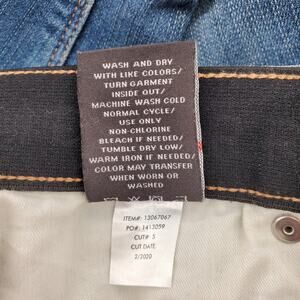 WASH AND DRY
WITH LIKE COLORS/
TURN GARMENT
INSIDE OUT/
MACHINE WASH COLD
NORMAL CYCLE/
USE ONLY
NON-CHLORINE
BLEACH IF NEEDED/
TUMBLE DRY LOW/
WARM IRON IF NEEDED/
COLOR MAY TRANSFER
WHEN WORN OR
WASHED
ITEM#: 13067067
PO#: 1413059
CUT# 5
CUT DATE
2/2020